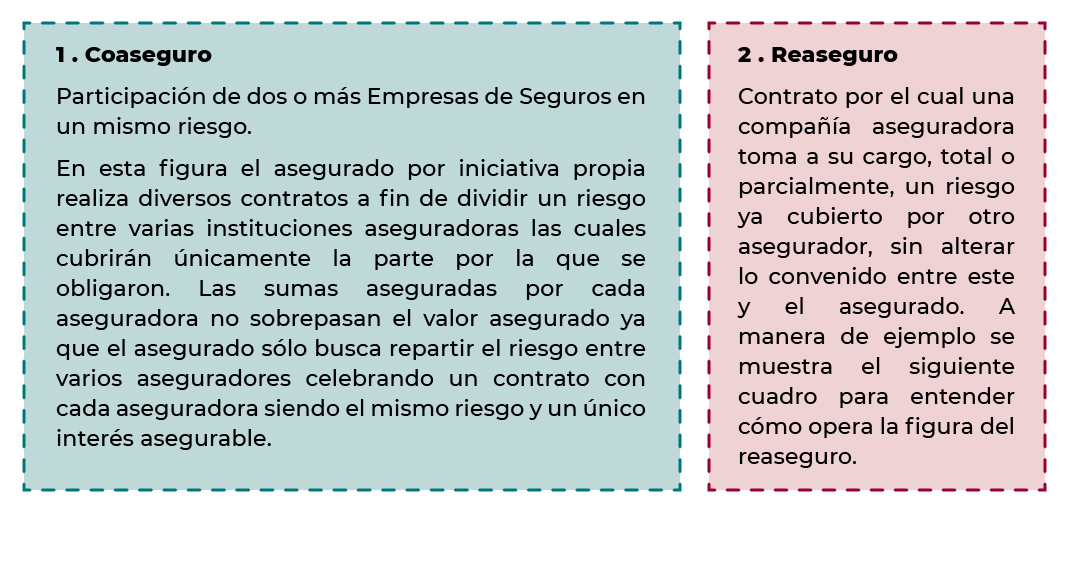 1 . Coaseguro
Participación de dos o más Empresas de Seguros en
un mismo riesgo.
En esta figura el asegurado por iniciativa propia
realiza diversos contratos a fin de dividir un riesgo
entre varias instituciones aseguradoras las cuales
cubrirán únicamente la parte por la que se
obligaron. Las sumas aseguradas por cada
aseguradora no sobrepasan el valor asegurado ya
que el asegurado sólo busca repartir el riesgo entre
varios aseguradores celebrando un contrato con
cada aseguradora siendo el mismo riesgo y un único
interés asegurable.
2 . Reaseguro
Contrato por el cual una
compañía aseguradora
toma a su cargo, total o
parcialmente, un riesgo
ya cubierto por otro
asegurador, sin alterar
lo convenido entre este
y el asegurado. A
manera de ejemplo se
muestra el siguiente
cuadro para entender
cómo opera la figura del
reaseguro.